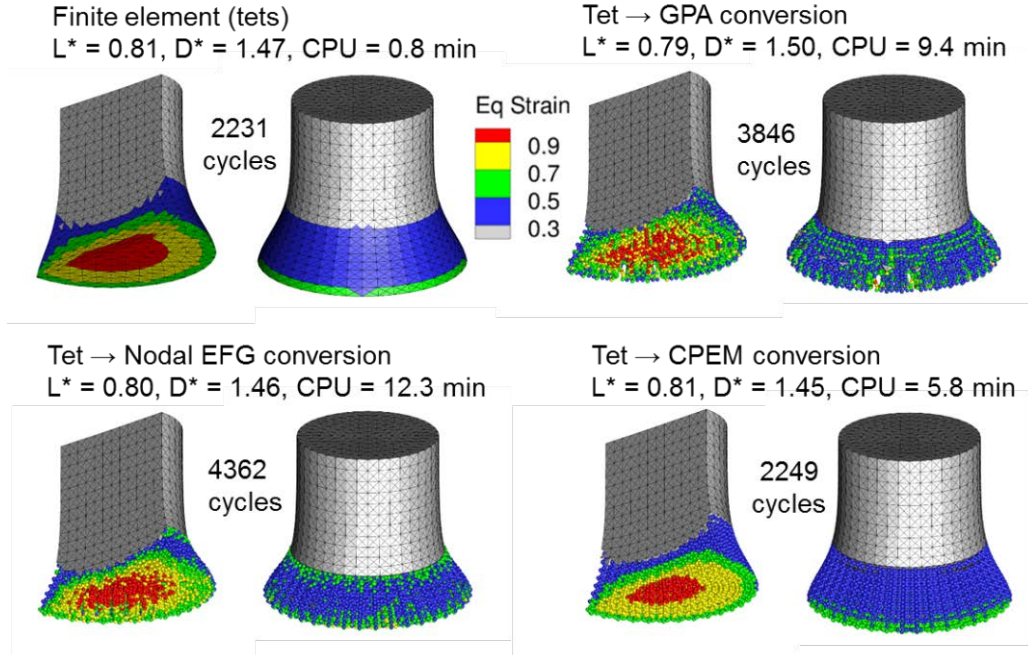 Finite element (tets)
L* = 0.81, D* = 1.47, CPU = 0.8 min
2231
cycles
Eq Strain
0.9
0.7
0.5
0.3
Tet → GPA conversion
L* = 0.79, D* = 1.50, CPU = 9.4 min
3846
cycles
Tet → Nodal EFG conversion
L* = 0.80, D* = 1.46, CPU = 12.3 min
4362
cycles
Tet → CPEM conversion
L* = 0.81, D* = 1.45, CPU = 5.8 min
2249
cycles